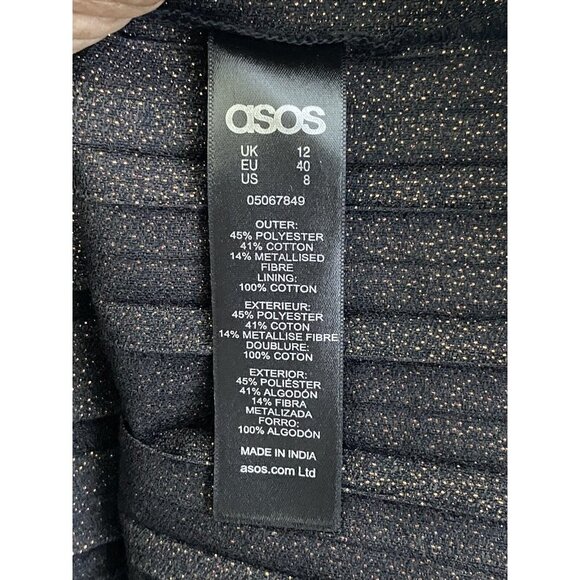 asos
UK 12
EU 40
US 8
05067849
OUTER:
45% POLYESTER
41% COTTON
14% METALLISED
FIBRE
LINING:
100% COTTON
EXTERIEUR:
45% POLYESTER
41% COTON
14% METALLISE FIBRE
DOUBLURE:
100% COTON
EXTERIOR:
45% POLIÉSTER
41% ALGODÓN
14% FIBRA
METALIZADA
FORRO:
100% ALGODÓN
MADE IN INDIA
asos.com Ltd